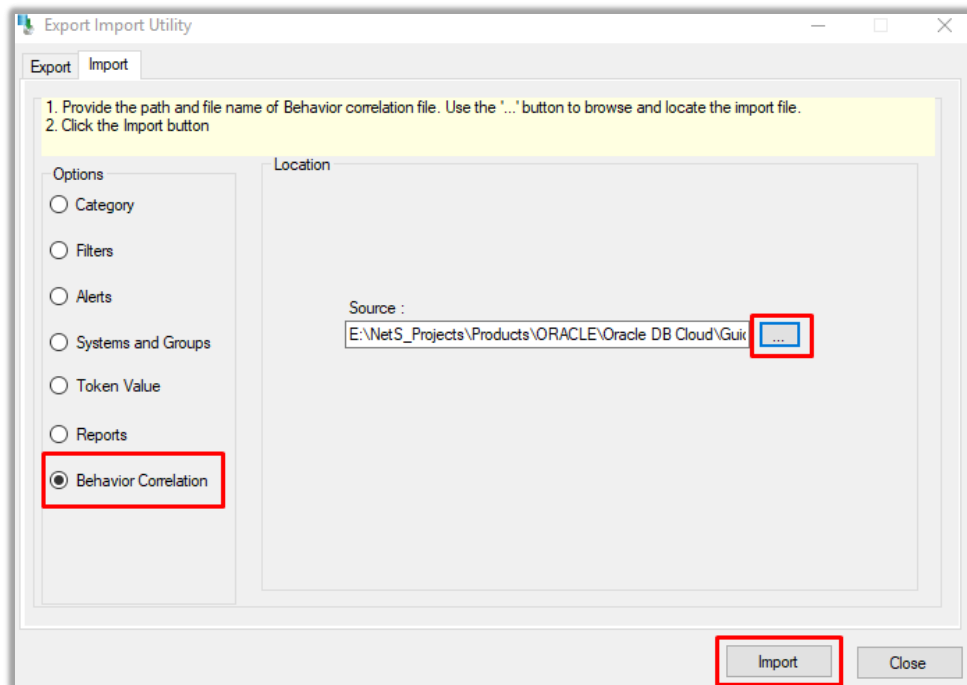 Export Import Utility
Export
Import
1. Provide the path and file name of Behavior correlation file. Use the '...' button to browse and locate the import file.
2. Click the Import button
Options
Category
Filters
Alerts
Systems and Groups
Token Value
Reports
Behavior Correlation
Location
Source :
E:\NetS_Projects\Products\ORACLE\Oracle DB Cloud\Guid
...
Import
Close